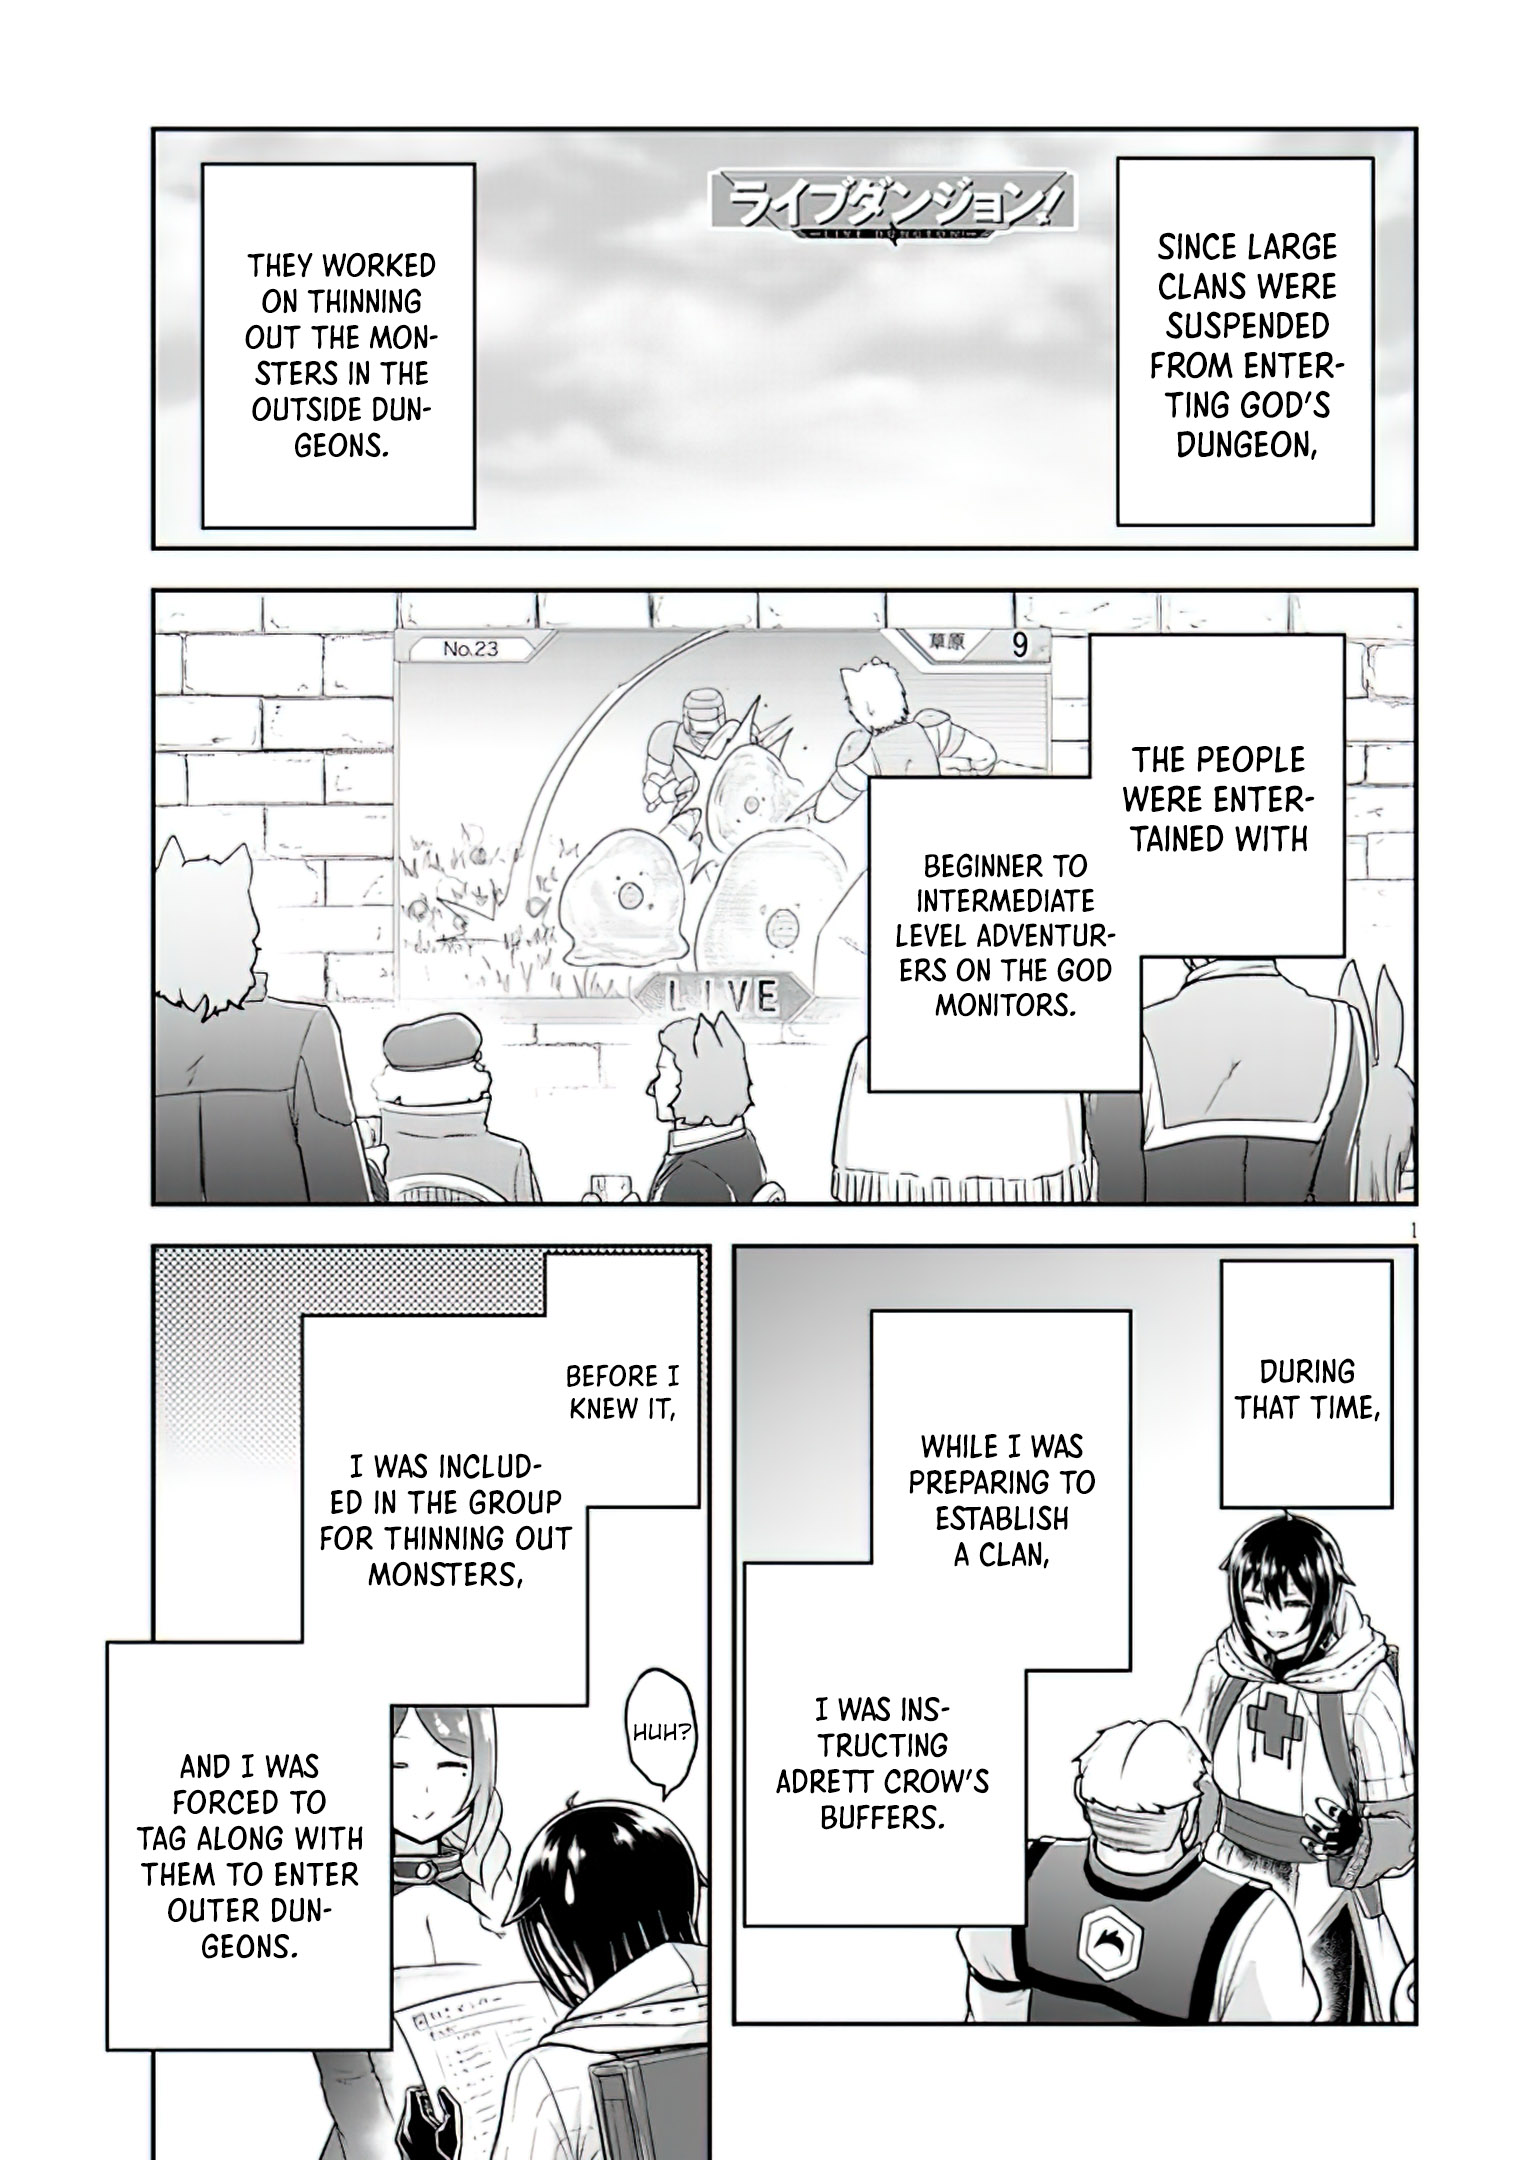 ライブダンジョン!
LIVE DUNGEON!
SINCE LARGE
CLANS WERE
SUSPENDED
FROM ENTER-
TING GOD'S
DUNGEON,
THEY WORKED
ON THINNING
OUT THE MON-
STERS IN THE
OUTSIDE DUN-
GEONS.
No.23
草原 9
THE PEOPLE
WERE ENTER-
TAINED WITH
BEGINNER TO
INTERMEDIATE
LEVEL ADVENTUR-
ERS ON THE GOD
MONITORS.
LIVE
1
DURING
THAT TIME,
WHILE I WAS
PREPARING TO
ESTABLISH
A CLAN,
I WAS INS-
TRUCTING
ADRETT CROW'S
BUFFERS.
BEFORE I
KNEW IT,
I WAS INCLUD-
ED IN THE GROUP
FOR THINNING OUT
MONSTERS,
HUH?
AND I WAS
FORCED TO
TAG ALONG WITH
THEM TO ENTER
OUTER DUN-
GEONS.